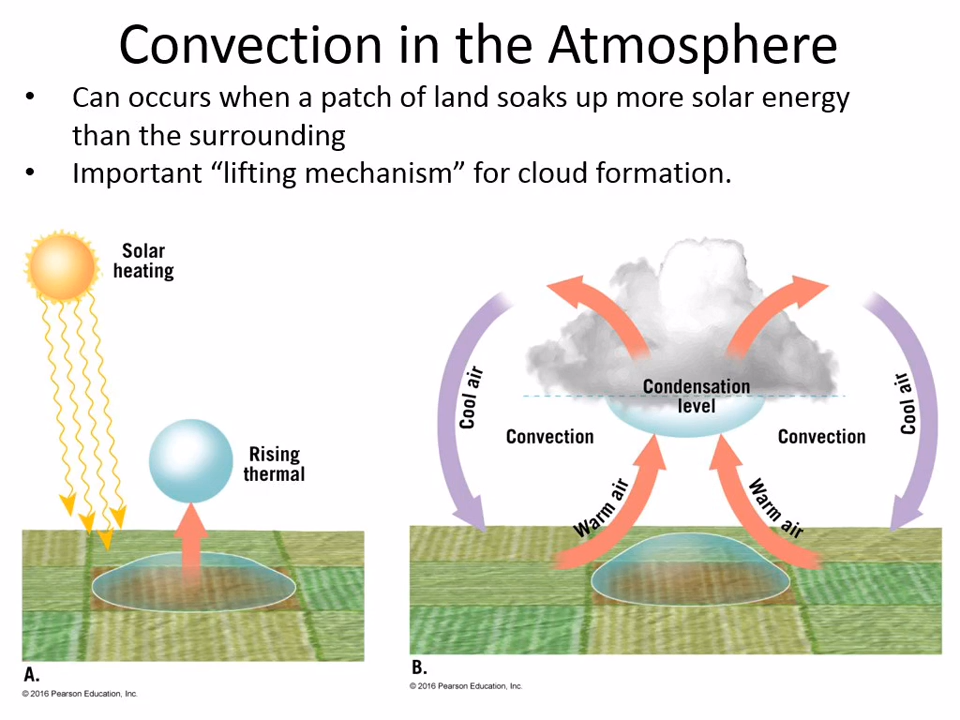 Convection in the Atmosphere
• Can occurs when a patch of land soaks up more solar energy
than the surrounding
• Important “lifting mechanism” for cloud formation.
Solar
heating
Rising
thermal
A.
© 2016 Pearson Education, Inc.
Cool air
Condensation
level
Cool air
Convection
Convection
Warm air
Warm air
B.
© 2016 Pearson Education, Inc.